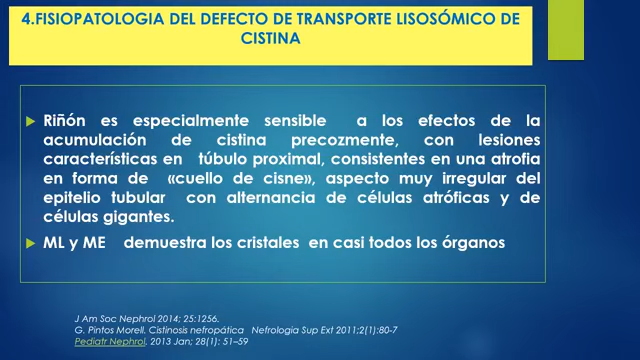 4.FISIOPATOLOGIA DEL DEFECTO DE TRANSPORTE LISOSÓMICO DE
CISTINA
Riñón es especialmente sensible a los efectos de la
acumulación de cistina precozmente, con lesiones
características en túbulo proximal, consistentes en una atrofia
en forma de «cuello de cisne», aspecto muy irregular del
epitelio tubular con alternancia de células atróficas y de
células gigantes.
ML y ME demuestra los cristales en casi todos los órganos
J Am Soc Nephrol 2014; 25:1256.
G. Pintos Morell. Cistinosis nefropática Nefrologia Sup Ext 2011;2(1):80-7
Pediatr Nephrol. 2013 Jan; 28(1): 51–59